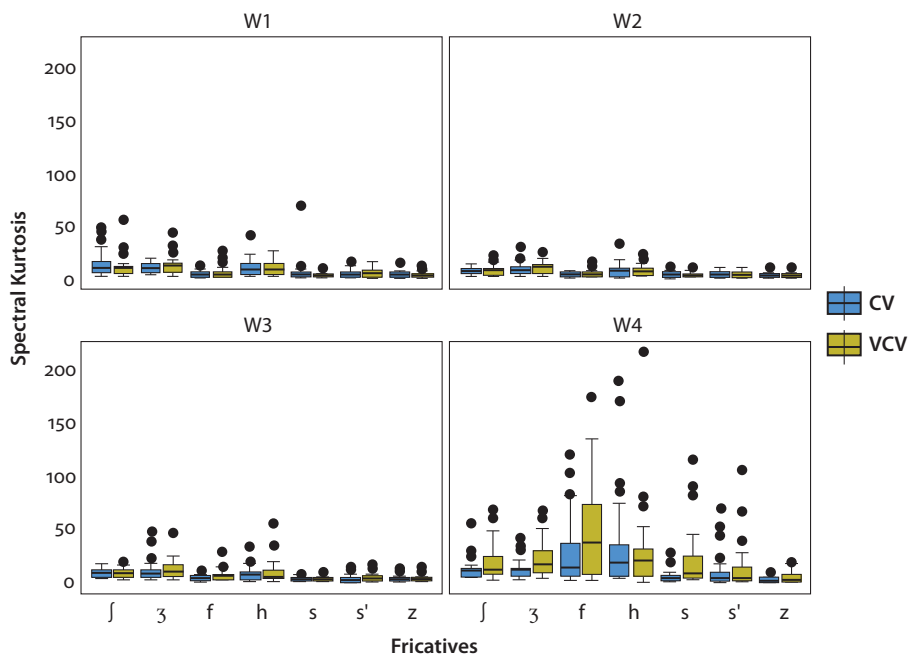 W1 W2
200
150
100
50
0
CV
VCV
Spectral Kurtosis
W3 W4
200
150
100
50
0
ʃ ʒ f h s s' z ʃ ʒ f h s s' z
Fricatives